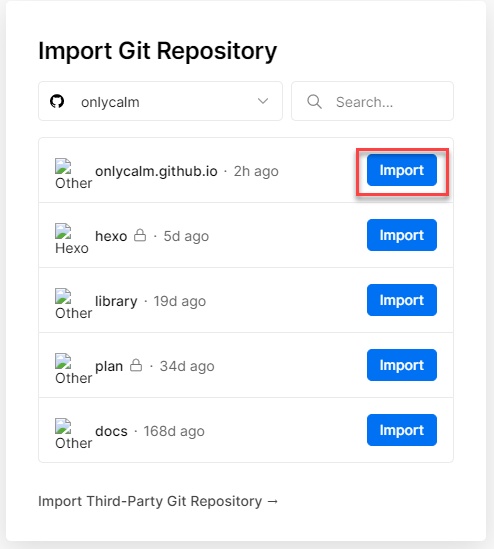 Import Git Repository
onlycalm
Search...
onlycalm.github.io · 2h ago
Import
Other
hexo · 5d ago
Import
Hexo
library · 19d ago
Import
Other
plan · 34d ago
Import
Other
docs · 168d ago
Import
Other
Import Third-Party Git Repository →